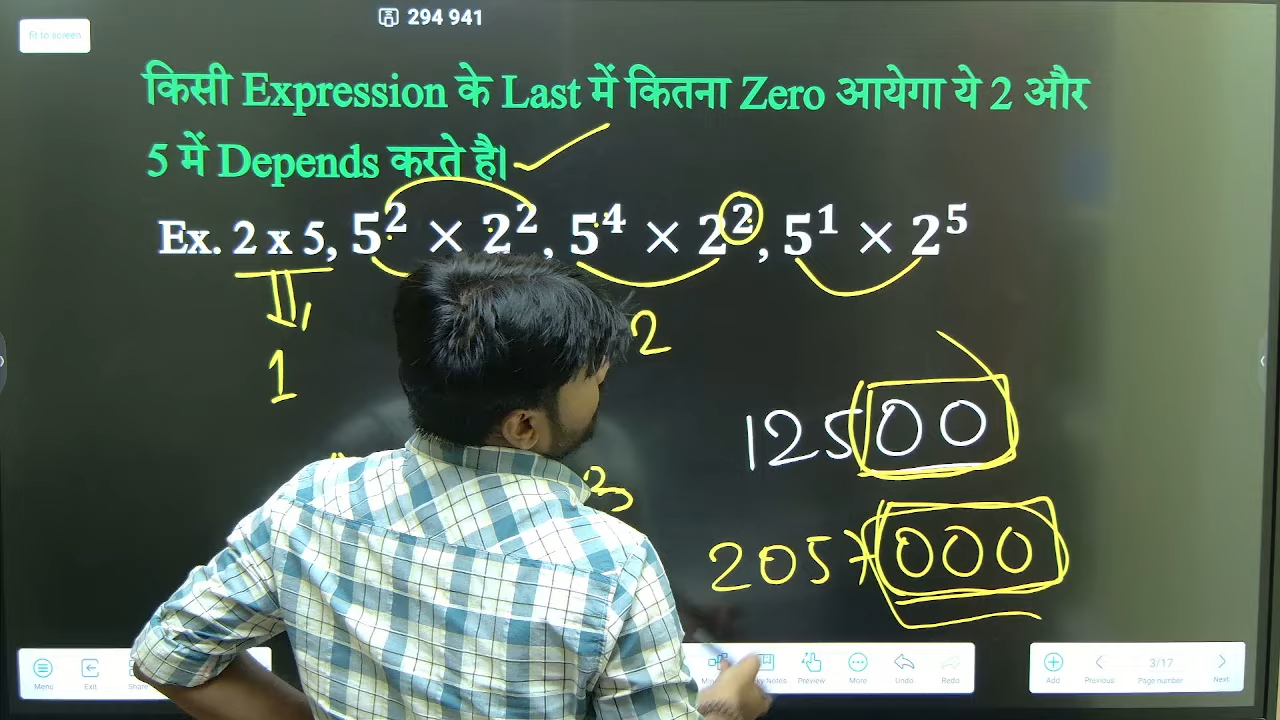 fit to screen
294 941
किसी Expression के Last में कितना Zero आयेगा ये 2 और
5 में Depends करते है।
Ex. 2 x 5, 5² × 2², 5⁴ × 2², 5¹ × 2⁵
1
2
12500
3
2057000
Menu Exit Share Preview More Undo Redo Add Previous 3/17 Page number Next